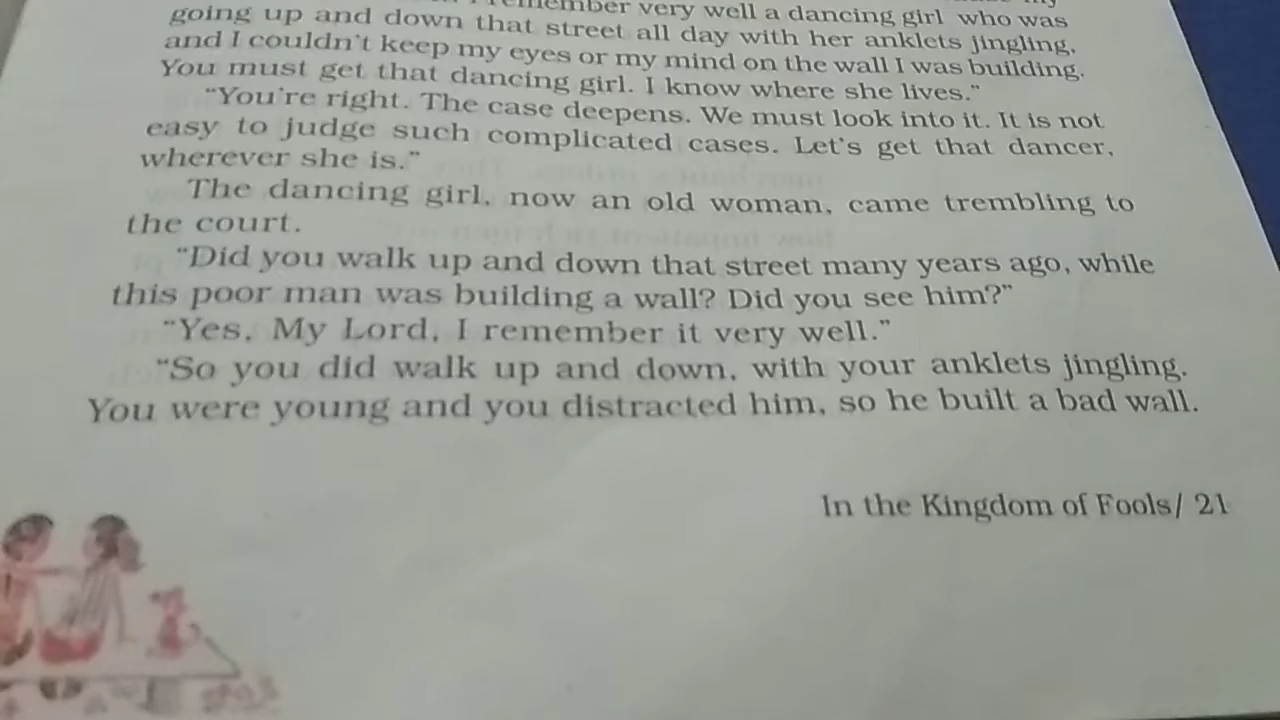 remember very well a dancing girl who was
going up and down that street all day with her anklets jingling,
and I couldn't keep my eyes or my mind on the wall I was building.
You must get that dancing girl. I know where she lives.”
“You're right. The case deepens. We must look into it. It is not
easy to judge such complicated cases. Let's get that dancer,
wherever she is.”
The dancing girl, now an old woman, came trembling to
the court.
“Did you walk up and down that street many years ago, while
this poor man was building a wall? Did you see him?”
“Yes, My Lord, I remember it very well.”
“So you did walk up and down, with your anklets jingling.
You were young and you distracted him, so he built a bad wall.
In the Kingdom of Fools/ 21